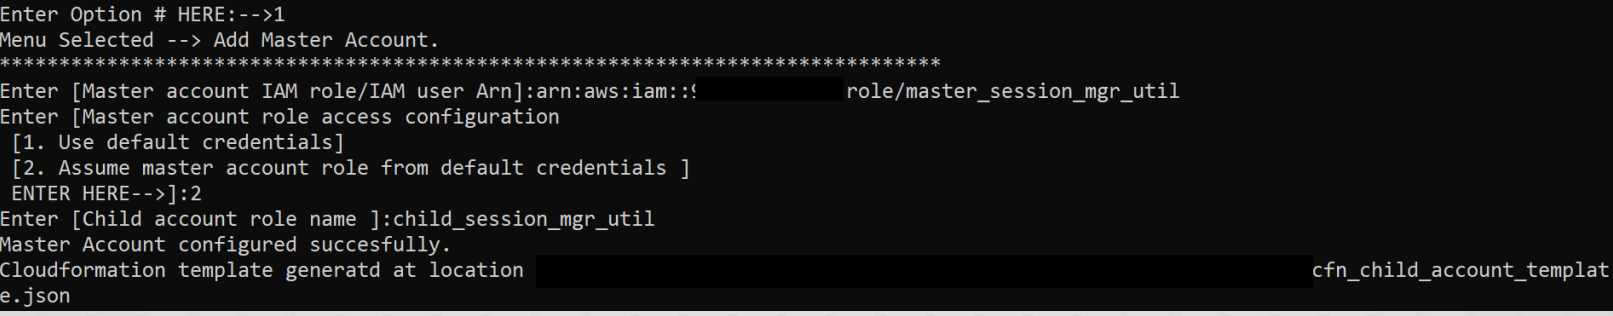 Enter Option # HERE:-->1
Menu Selected --> Add Master Account.
*******************************************************************************
Enter [Master account IAM role/IAM user Arn]:arn:aws:iam::9 role/master_session_mgr_util
Enter [Master account role access configuration
[1. Use default credentials]
[2. Assume master account role from default credentials ]
ENTER HERE-->]:2
Enter [Child account role name ]:child_session_mgr_util
Master Account configured succesfully.
Cloudformation template generatd at location cfn_child_account_templat
e.json